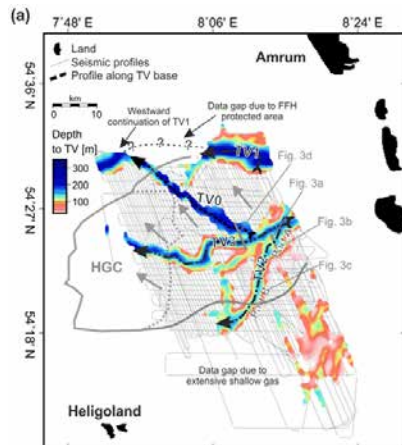 (a)
7°48' E
8°06' E
8°24' E
Land
Seismic profiles
Profile along TV base
Amrum
km
0
10
Westward
continuation of TV1
Data gap due to FFH
protected area
54°36' N
54°27' N
54°18' N
Depth
to TV [m]
300
200
100
? ? ?
TV1
TV0
TV2
Fig. 3d
Fig. 3a
Fig. 3b
Fig. 3c
HGC
Data gap due to
extensive shallow gas
Heligoland